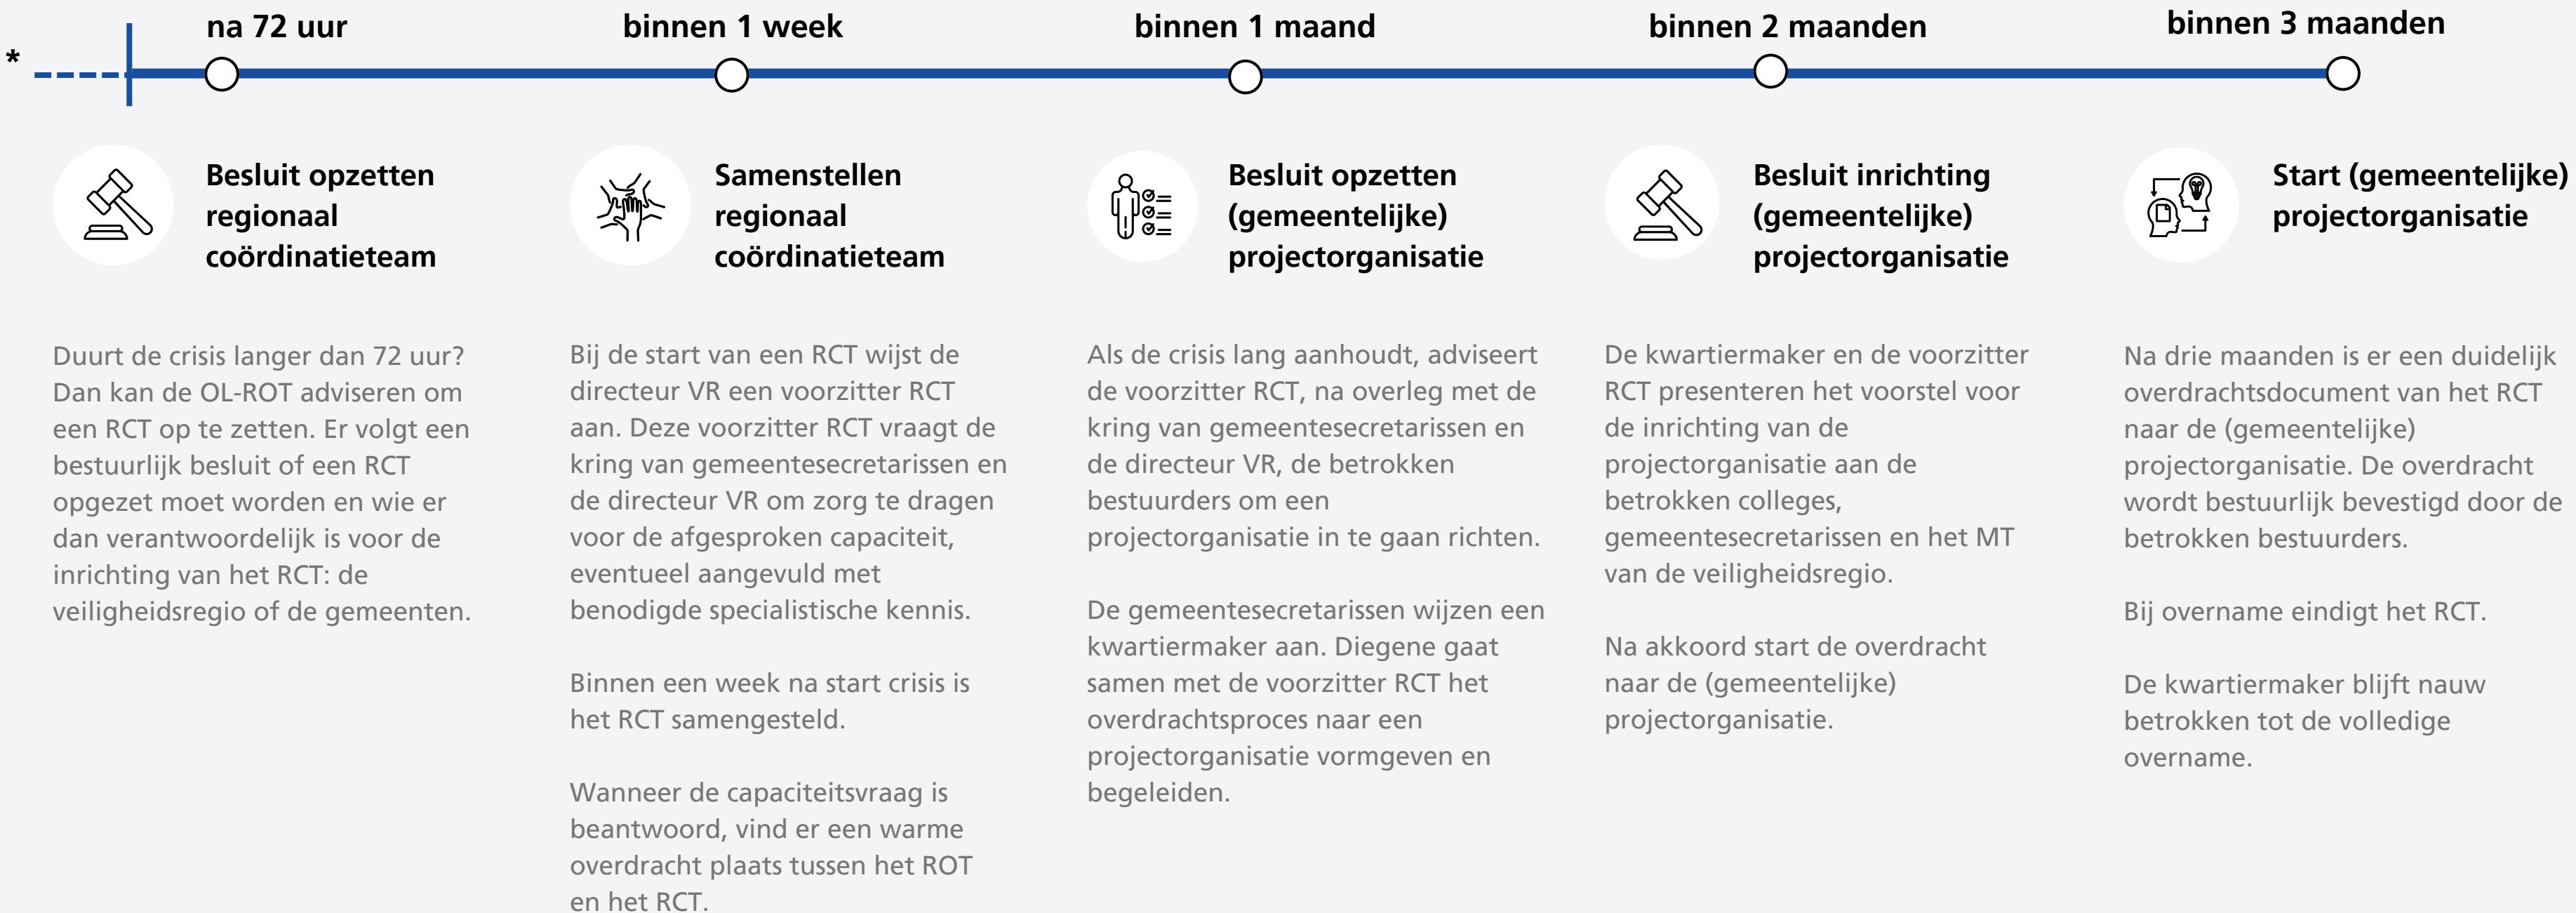 *
na 72 uur
binnen 1 week
binnen 1 maand
binnen 2 maanden
binnen 3 maanden
Besluit opzetten
regionaal
coördinatieteam
Duurt de crisis langer dan 72 uur?
Dan kan de OL-ROT adviseren om
een RCT op te zetten. Er volgt een
bestuurlijk besluit of een RCT
opgezet moet worden en wie er
dan verantwoordelijk is voor de
inrichting van het RCT: de
veiligheidsregio of de gemeenten.
Samenstellen
regionaal
coördinatieteam
Bij de start van een RCT wijst de
directeur VR een voorzitter RCT
aan. Deze voorzitter RCT vraagt de
kring van gemeentesecretarissen en
de directeur VR om zorg te dragen
voor de afgesproken capaciteit,
eventueel aangevuld met
benodigde specialistische kennis.
Binnen een week na start crisis is
het RCT samengesteld.
Wanneer de capaciteitsvraag is
beantwoord, vind er een warme
overdracht plaats tussen het ROT
en het RCT.
Besluit opzetten
(gemeentelijke)
projectorganisatie
Als de crisis lang aanhoudt, adviseert
de voorzitter RCT, na overleg met de
kring van gemeentesecretarissen en
de directeur VR, de betrokken
bestuurders om een
projectorganisatie in te gaan richten.
De gemeentesecretarissen wijzen een
kwartiermaker aan. Diegene gaat
samen met de voorzitter RCT het
overdrachtsproces naar een
projectorganisatie vormgeven en
begeleiden.
Besluit inrichting
(gemeentelijke)
projectorganisatie
De kwartiermaker en de voorzitter
RCT presenteren het voorstel voor
de inrichting van de
projectorganisatie aan de
betrokken colleges,
gemeentesecretarissen en het MT
van de veiligheidsregio.
Na akkoord start de overdracht
naar de (gemeentelijke)
projectorganisatie.
Start (gemeentelijke)
projectorganisatie
Na drie maanden is er een duidelijk
overdrachtsdocument van het RCT
naar de (gemeentelijke)
projectorganisatie. De overdracht
wordt bestuurlijk bevestigd door de
betrokken bestuurders.
Bij overname eindigt het RCT.
De kwartiermaker blijft nauw
betrokken tot de volledige
overname.